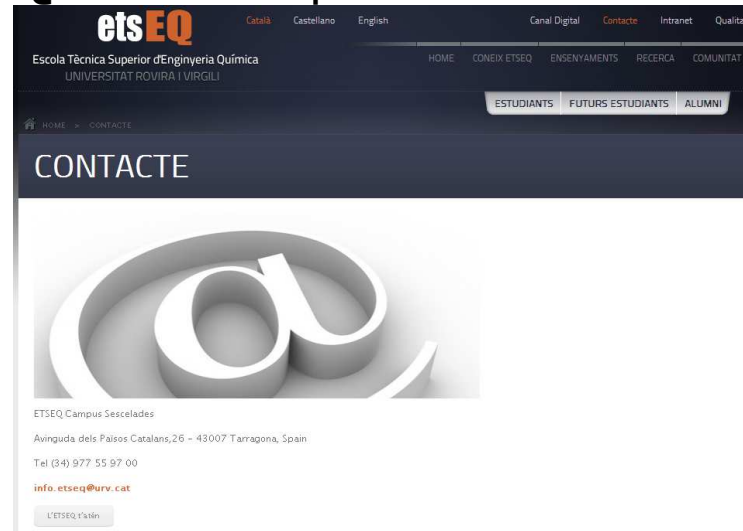 etsEQ
Català Castellano English Canal Digital Contacte Intranet Qualita
Escola Tècnica Superior d'Enginyeria Química
UNIVERSITAT ROVIRA I VIRGILI
HOME CONEIX ETSEQ ENSENYAMENTS RECERCA COMUNITAT
ESTUDIANTS FUTURS ESTUDIANTS ALUMNI
HOME » CONTACTE
CONTACTE
@
ETSEQ Campus Sescelades
Avinguda dels Països Catalans,26 – 43007 Tarragona, Spain
Tel (34) 977 55 97 00
info.etseq@urv.cat
L'ETSEQ t'atén